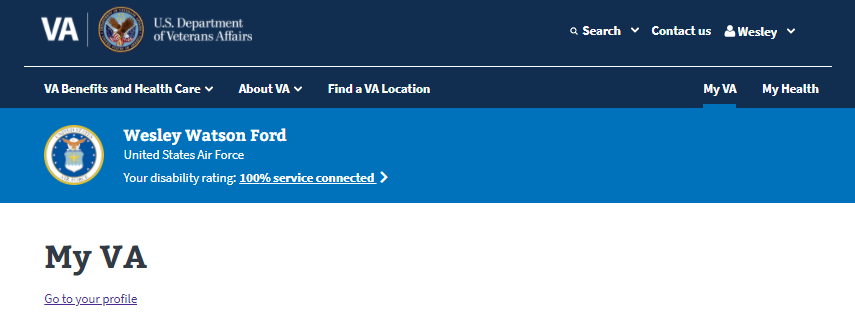 VA
U.S. Department
of Veterans Affairs
Search
Contact us
Wesley
VA Benefits and Health Care
About VA
Find a VA Location
My VA
My Health
Wesley Watson Ford
United States Air Force
Your disability rating: 100% service connected
My VA
Go to your profile